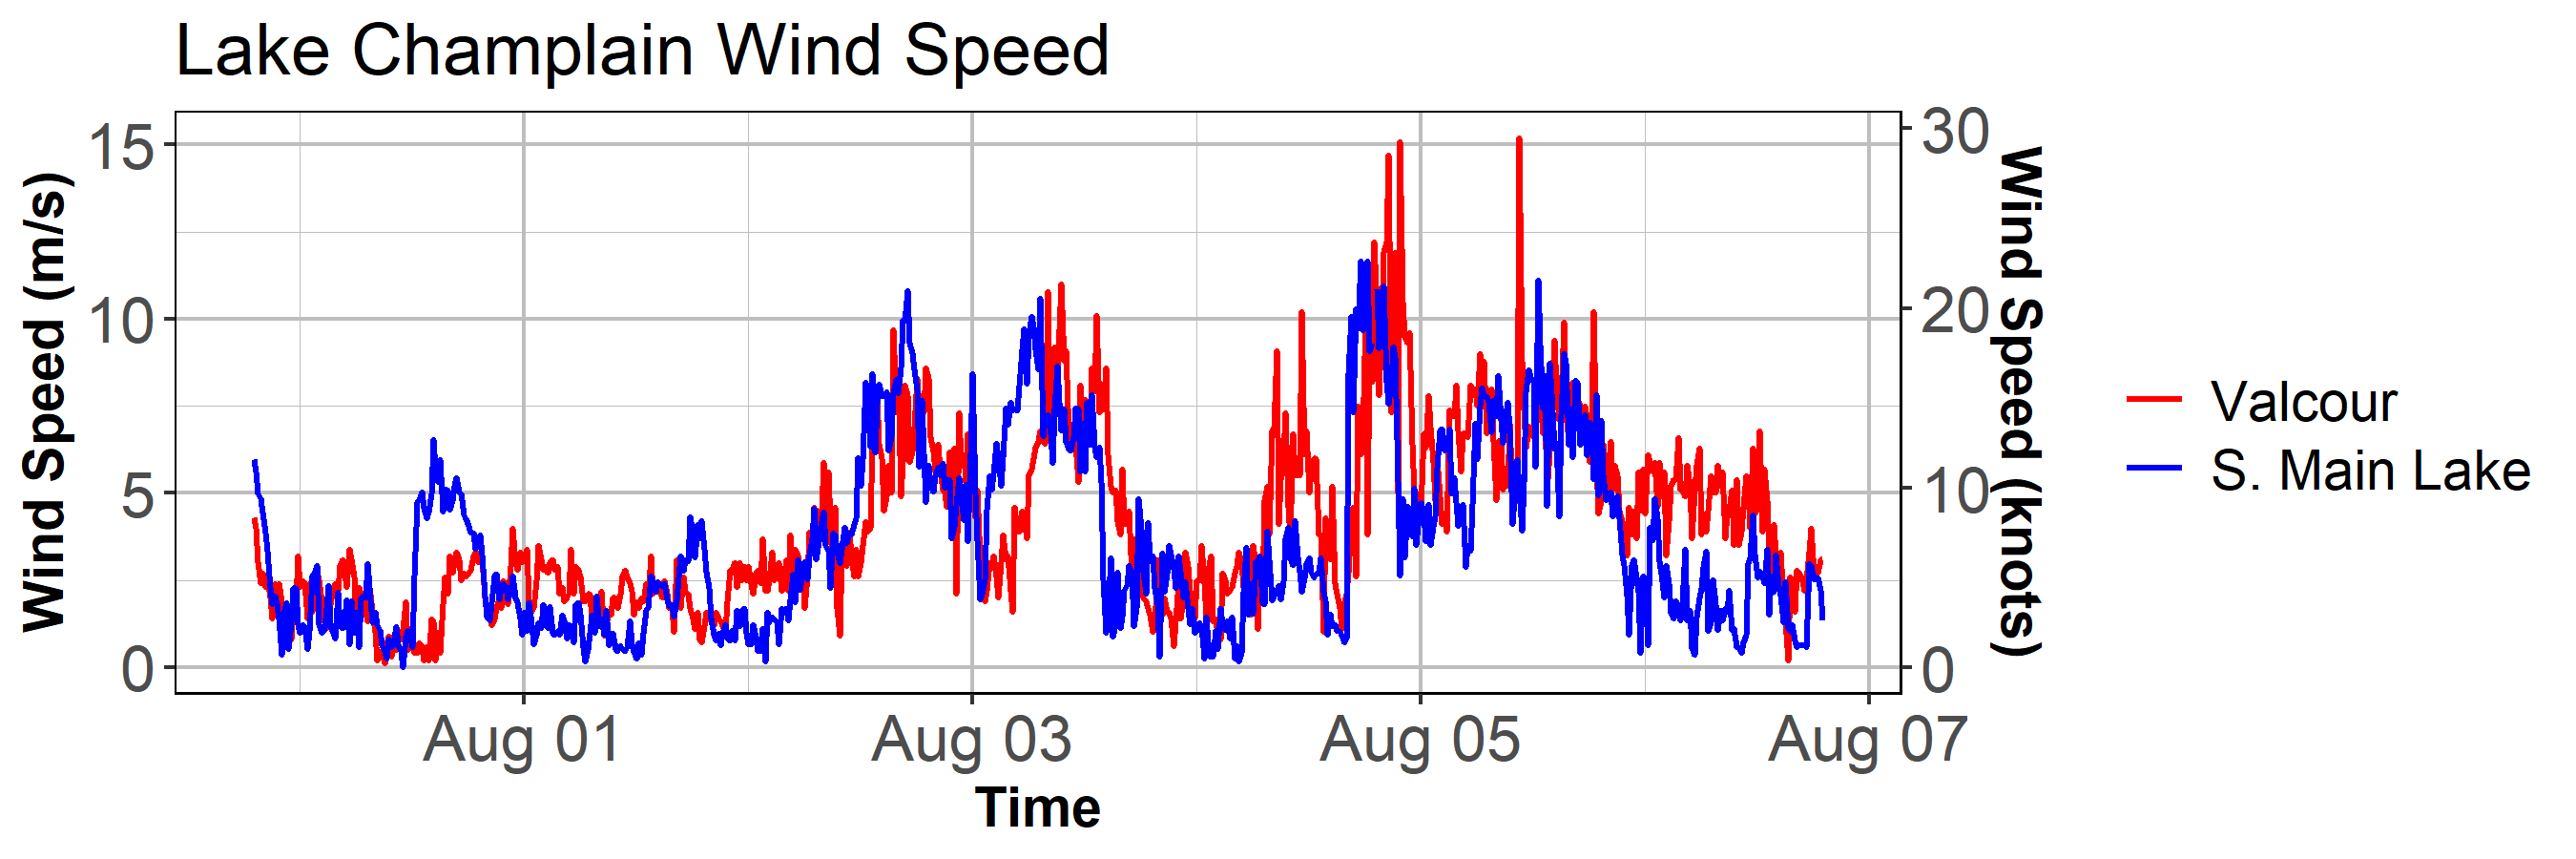 Lake Champlain Wind Speed
Wind Speed (m/s)
15
10
5
0
30
20
10
0
Wind Speed (knots)
Aug 01
Aug 03
Aug 05
Aug 07
Time
Valcour
S. Main Lake